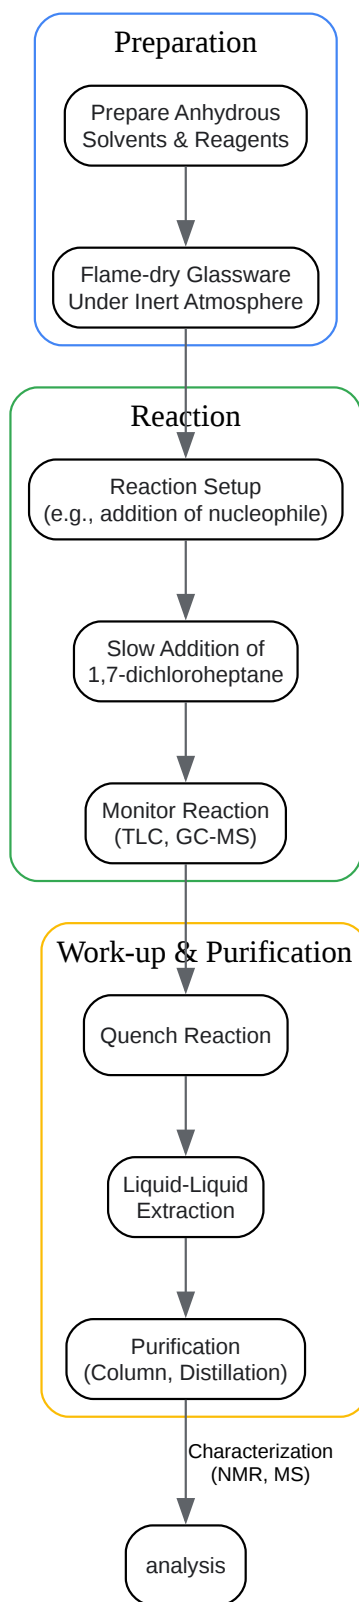 Preparation
Prepare Anhydrous
Solvents & Reagents
Flame-dry Glassware
Under Inert Atmosphere
Reaction
Reaction Setup
(e.g., addition of nucleophile)
Slow Addition of
1,7-dichloroheptane
Monitor Reaction
(TLC, GC-MS)
Work-up & Purification
Quench Reaction
Liquid-Liquid
Extraction
Purification
(Column, Distillation)
Characterization
(NMR, MS)
analysis